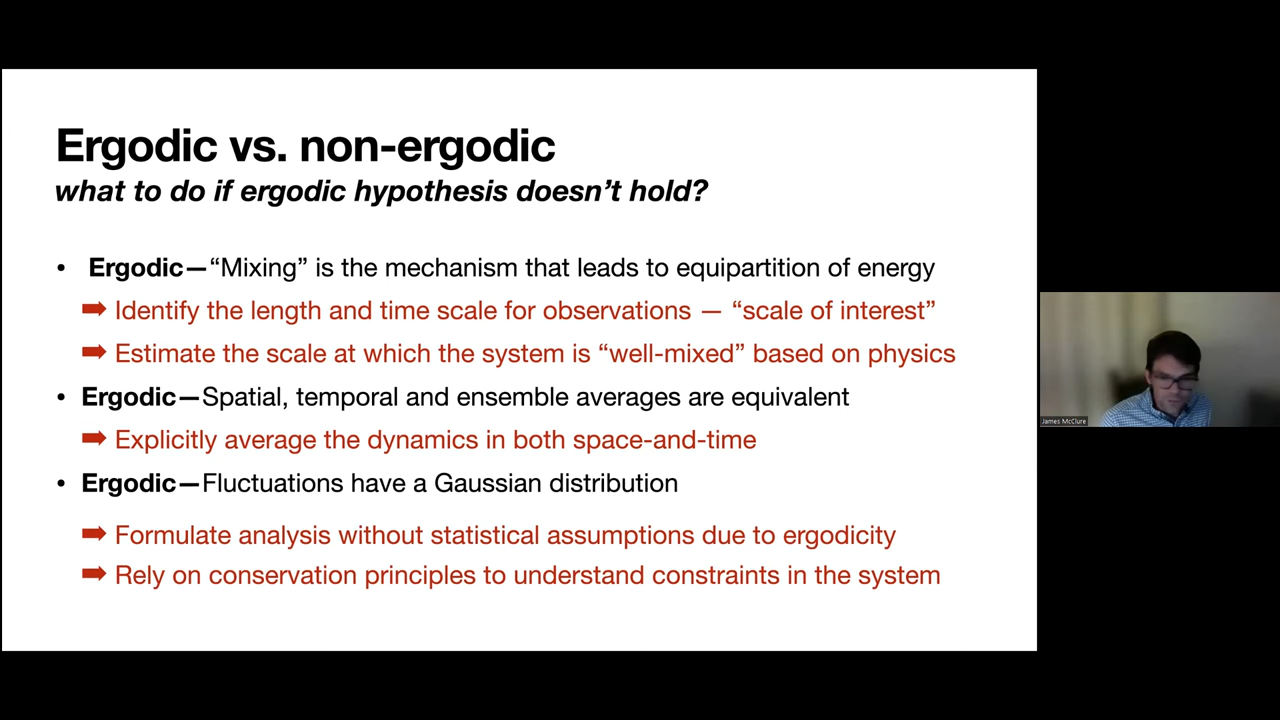 Ergodic vs. non-ergodic
what to do if ergodic hypothesis doesn't hold?
• Ergodic—“Mixing” is the mechanism that leads to equipartition of energy
➡ Identify the length and time scale for observations — “scale of interest”
➡ Estimate the scale at which the system is “well-mixed” based on physics
• Ergodic—Spatial, temporal and ensemble averages are equivalent
➡ Explicitly average the dynamics in both space-and-time
• Ergodic—Fluctuations have a Gaussian distribution
➡ Formulate analysis without statistical assumptions due to ergodicity
➡ Rely on conservation principles to understand constraints in the system
James McClure